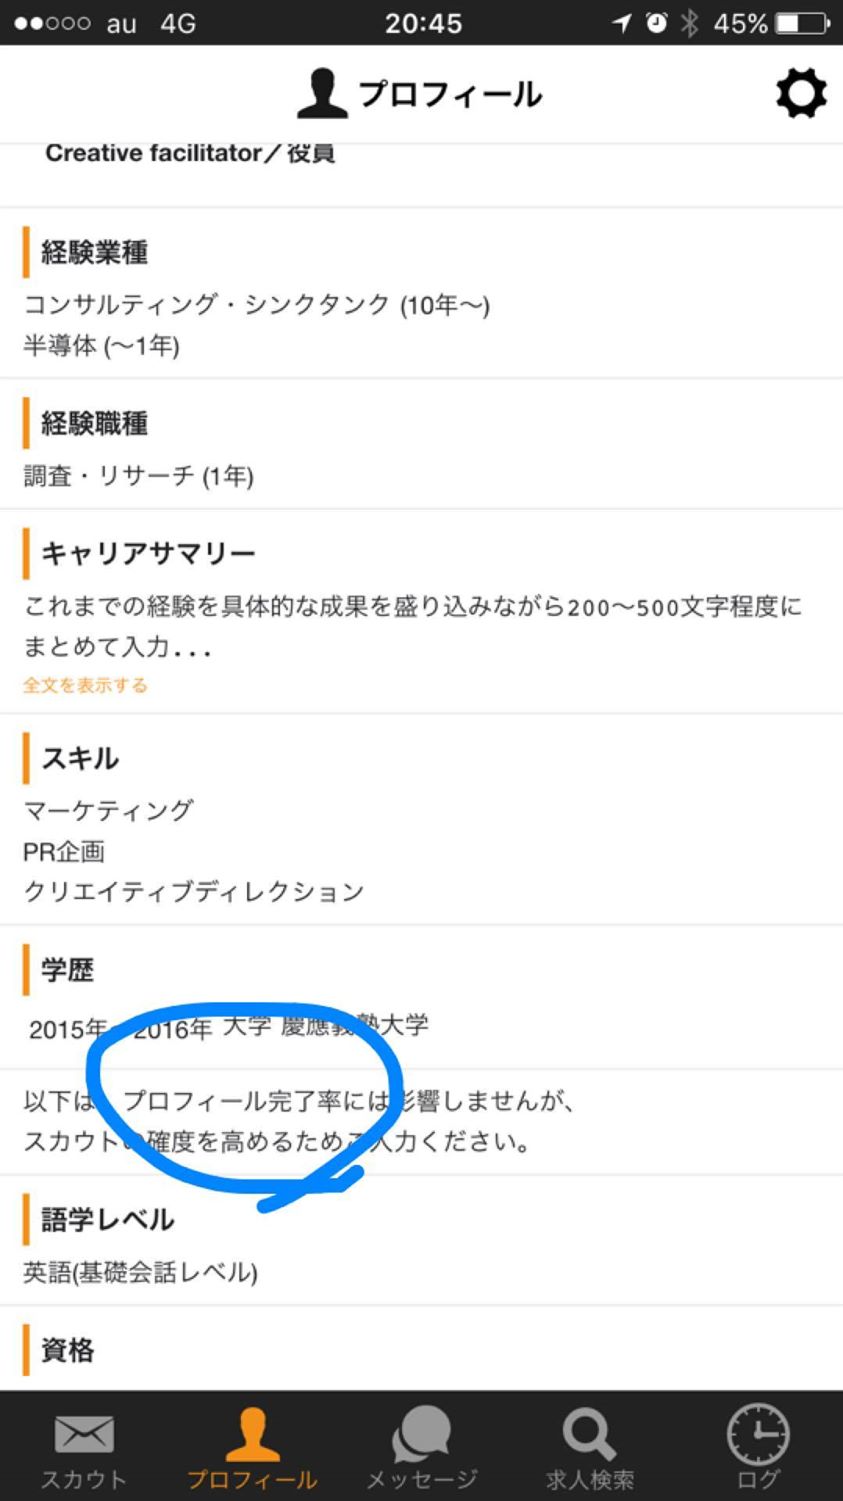 au 4G 20:45 45%
プロフィール
Creative facilitator／役員
経験業種
コンサルティング・シンクタンク (10年〜)
半導体 (〜1年)
経験職種
調査・リサーチ (1年)
キャリアサマリー
これまでの経験を具体的な成果を盛り込みながら200〜500文字程度に
まとめて入力...
全文を表示する
スキル
マーケティング
PR企画
クリエイティブディレクション
学歴
2015年〜2016年 大学 慶應義塾大学
以下は、プロフィール完了率には影響しませんが、
スカウトの確度を高めるためご入力ください。
語学レベル
英語(基礎会話レベル)
資格
スカウト プロフィール メッセージ 求人検索 ログ